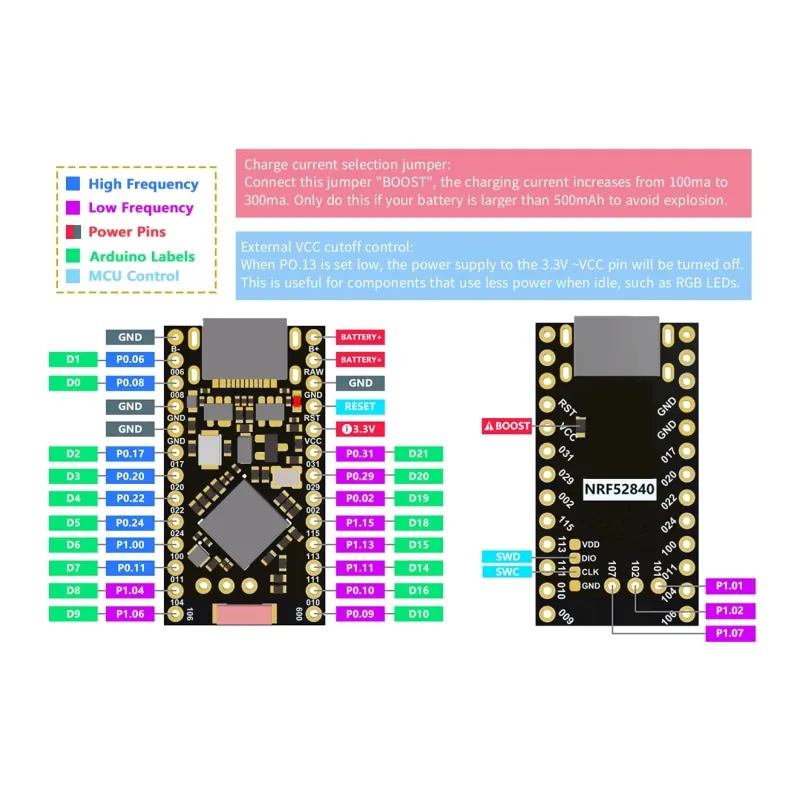 High Frequency
Low Frequency
Power Pins
Arduino Labels
MCU Control
Charge current selection jumper:
Connect this jumper "BOOST", the charging current increases from 100ma to
300ma. Only do this if your battery is larger than 500mAh to avoid explosion.
External VCC cutoff control:
When PO.13 is set low, the power supply to the 3.3V ~VCC pin will be turned off.
This is useful for components that use less power when idle, such as RGB LEDs.
GND
D1 P0.06
D0 P0.08
GND
GND
D2 P0.17
D3 P0.20
D4 P0.22
D5 P0.24
D6 P1.00
D7 P0.11
D8 P1.04
D9 P1.06
B-
006
008
GND
GND
017
020
022
024
100
011
104
106
B+
RAW
GND
RST
VCC
031
029
002
115
113
111
010
600
BATTERY+
BATTERY+
GND
RESET
3.3V
P0.31 D21
P0.29 D20
P0.02 D19
P1.15 D18
P1.13 D15
P1.11 D14
P0.10 D16
P0.09 D10
BOOST
SWD
SWC
RST
VCC
031
029
002
115
113
111
010
009
VDD
DIO
CLK
GND
NRF52840
107
102
101
GND
GND
017
020
022
024
100
011
104
106
P1.01
P1.02
P1.07